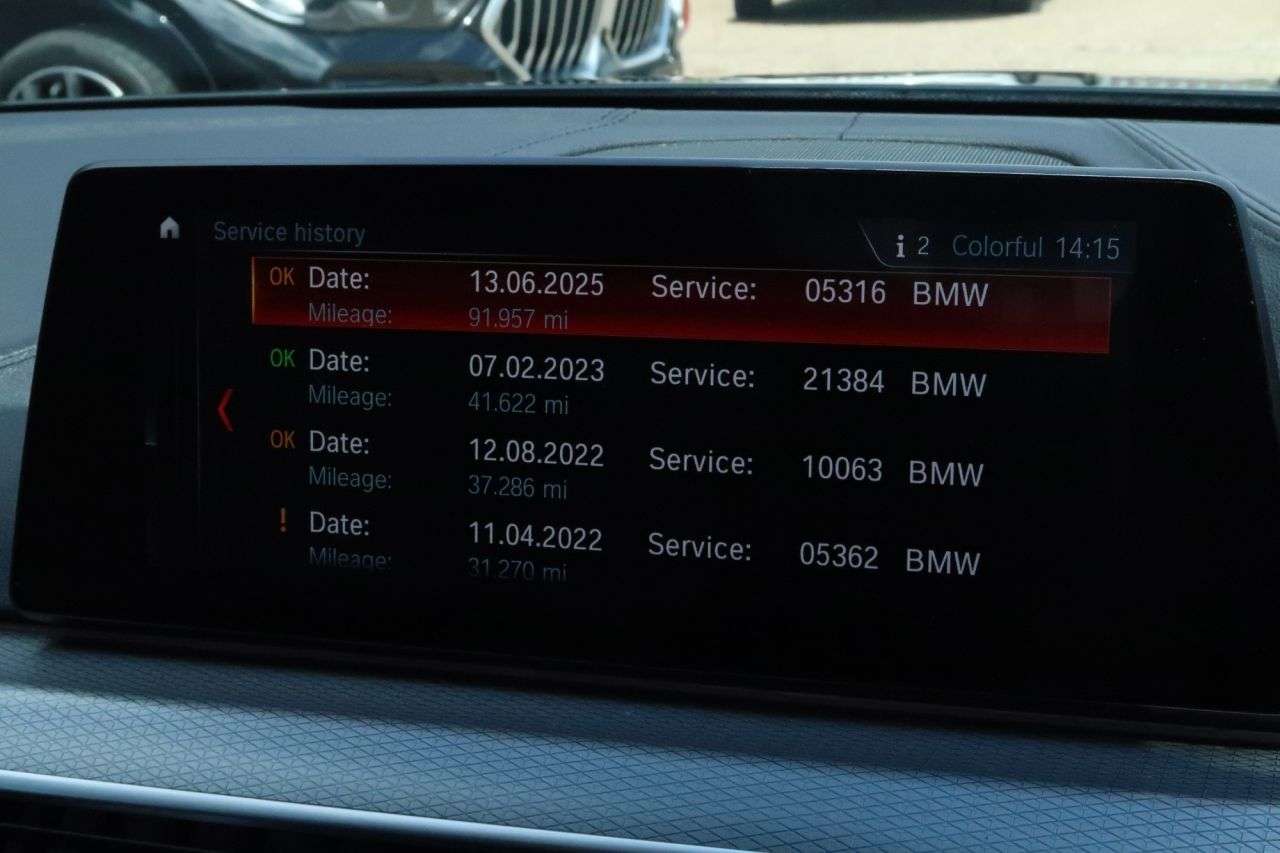 Service history
i 2 Colorful 14:15
OK Date: 13.06.2025 Service: 05316 BMW
Mileage: 91.957 mi
OK Date: 07.02.2023 Service: 21384 BMW
Mileage: 41.622 mi
OK Date: 12.08.2022 Service: 10063 BMW
Mileage: 37.286 mi
! Date: 11.04.2022 Service: 05362 BMW
Mileage: 31.270 mi